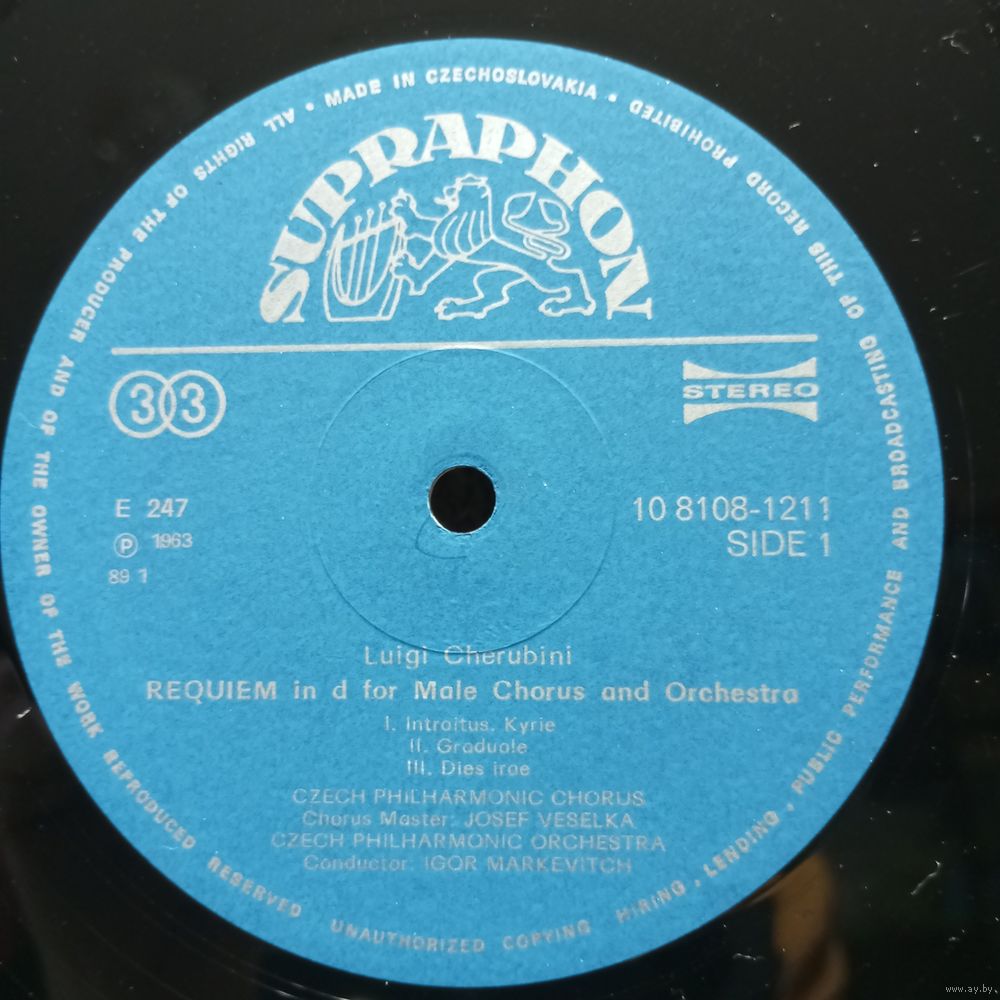 ALL RIGHTS OF THE PRODUCER AND OF THE OWNER OF THE WORK REPRODUCED RESERVED UNAUTHORIZED COPYING HIRING, LENDING, PUBLIC PERFORMANCE AND BROADCASTING OF THIS RECORD PROHIBITED • MADE IN CZECHOSLOVAKIA •
SUPRAPHON
33
STEREO
E 247
10 8108-1211
Ⓟ 1963
SIDE 1
89 1
Luigi Cherubini
REQUIEM in d for Male Chorus and Orchestra
I. Introitus. Kyrie
II. Graduale
III. Dies irae
CZECH PHILHARMONIC CHORUS
Chorus Master: JOSEF VESELKA
CZECH PHILHARMONIC ORCHESTRA
Conductor: IGOR MARKEVITCH
www.ay.by